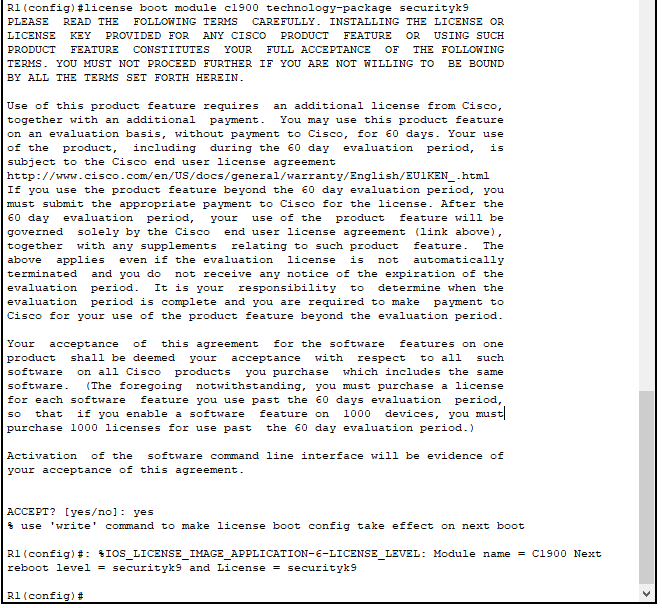 R1(config)#license boot module c1900 technology-package securityk9
PLEASE READ THE FOLLOWING TERMS CAREFULLY. INSTALLING THE LICENSE OR
LICENSE KEY PROVIDED FOR ANY CISCO PRODUCT FEATURE OR USING SUCH
PRODUCT FEATURE CONSTITUTES YOUR FULL ACCEPTANCE OF THE FOLLOWING
TERMS. YOU MUST NOT PROCEED FURTHER IF YOU ARE NOT WILLING TO BE BOUND
BY ALL THE TERMS SET FORTH HEREIN.

Use of this product feature requires an additional license from Cisco,
together with an additional payment. You may use this product feature
on an evaluation basis, without payment to Cisco, for 60 days. Your use
of the product, including during the 60 day evaluation period, is
subject to the Cisco end user license agreement
http://www.cisco.com/en/US/docs/general/warranty/English/EU1KEN_.html
If you use the product feature beyond the 60 day evaluation period, you
must submit the appropriate payment to Cisco for the license. After the
60 day evaluation period, your use of the product feature will be
governed solely by the Cisco end user license agreement (link above),
together with any supplements relating to such product feature. The
above applies even if the evaluation license is not automatically
terminated and you do not receive any notice of the expiration of the
evaluation period. It is your responsibility to determine when the
evaluation period is complete and you are required to make payment to
Cisco for your use of the product feature beyond the evaluation period.

Your acceptance of this agreement for the software features on one
product shall be deemed your acceptance with respect to all such
software on all Cisco products you purchase which includes the same
software. (The foregoing notwithstanding, you must purchase a license
for each software feature you use past the 60 days evaluation period,
so that if you enable a software feature on 1000 devices, you must
purchase 1000 licenses for use past the 60 day evaluation period.)

Activation of the software command line interface will be evidence of
your acceptance of this agreement.

ACCEPT? [yes/no]: yes
% use 'write' command to make license boot config take effect on next boot

R1(config)#: %IOS_LICENSE_IMAGE_APPLICATION-6-LICENSE_LEVEL: Module name = C1900 Next
reboot level = securityk9 and License = securityk9

R1(config)#